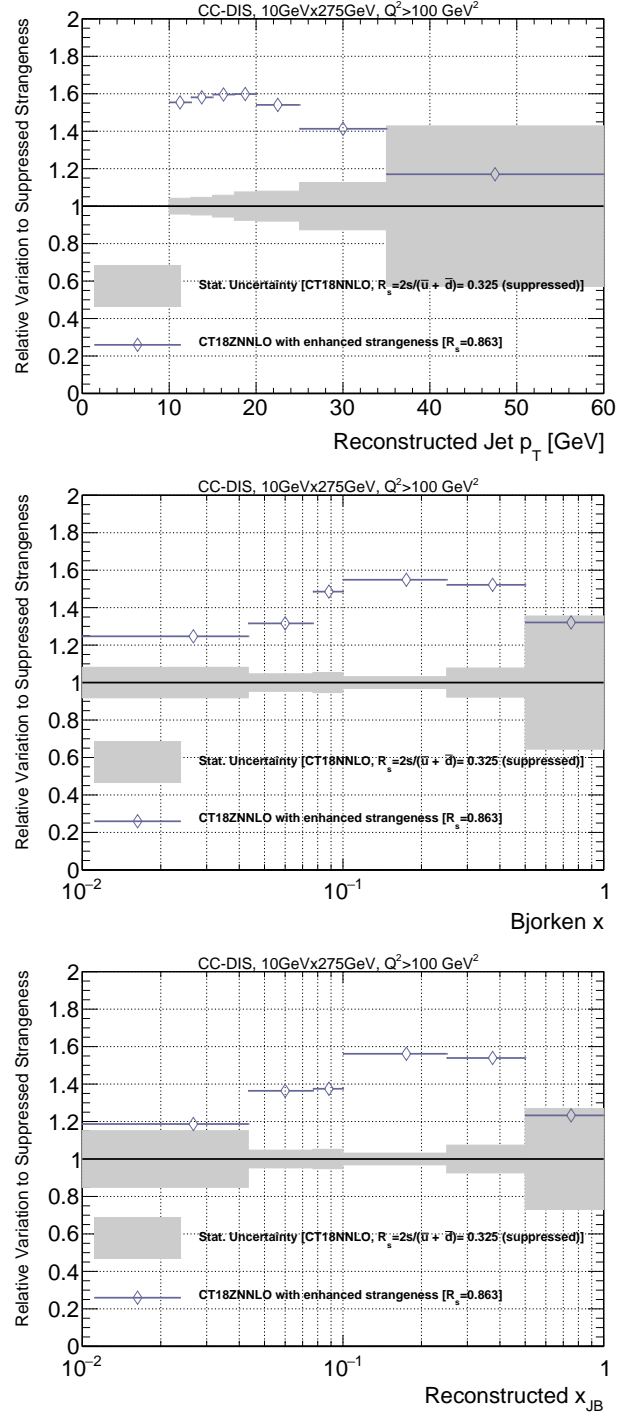 CC-DIS, 10GeVx275GeV, Q²>100 GeV²
Relative Variation to Suppressed Strangeness
2
1.8
1.6
1.4
1.2
1
0.8
0.6
0.4
0.2
0
Stat. Uncertainty [CT18NNLO, R_s=2s/(u̅ + d̅)= 0.325 (suppressed)]
CT18ZNNLO with enhanced strangeness [R_s=0.863]
0 10 20 30 40 50 60
Reconstructed Jet p_T [GeV]
CC-DIS, 10GeVx275GeV, Q²>100 GeV²
Relative Variation to Suppressed Strangeness
2
1.8
1.6
1.4
1.2
1
0.8
0.6
0.4
0.2
0
Stat. Uncertainty [CT18NNLO, R_s=2s/(u̅ + d̅)= 0.325 (suppressed)]
CT18ZNNLO with enhanced strangeness [R_s=0.863]
10⁻² 10⁻¹ 1
Bjorken x
CC-DIS, 10GeVx275GeV, Q²>100 GeV²
Relative Variation to Suppressed Strangeness
2
1.8
1.6
1.4
1.2
1
0.8
0.6
0.4
0.2
0
Stat. Uncertainty [CT18NNLO, R_s=2s/(u̅ + d̅)= 0.325 (suppressed)]
CT18ZNNLO with enhanced strangeness [R_s=0.863]
10⁻² 10⁻¹ 1
Reconstructed x_JB